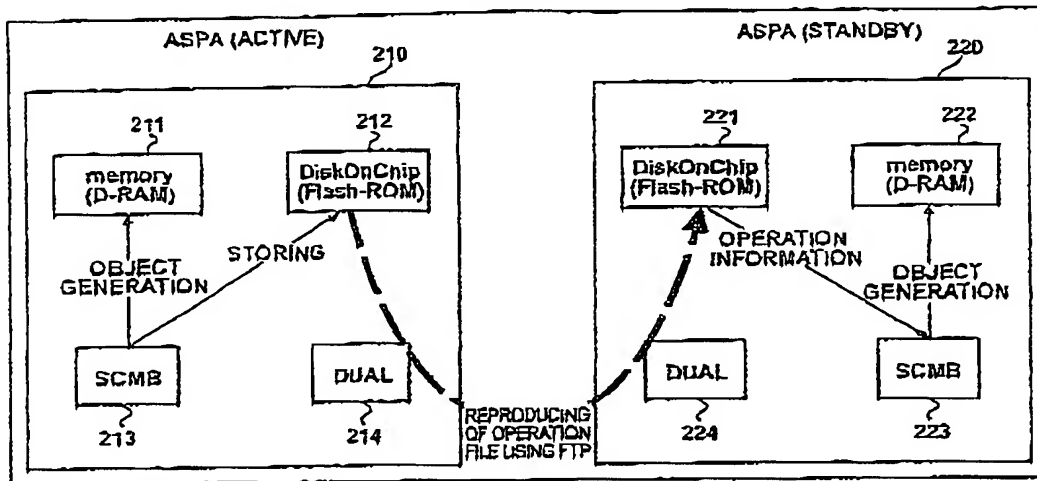 ASPA (ACTIVE)
210
211
212
memory
(D-RAM)
DiskOnChip
(Flash-ROM)
OBJECT
GENERATION
STORING
SCMB
DUAL
213
214
REPRODUCING
OF OPERATION
FILE USING FTP
ASPA (STANDBY)
220
221
222
DiskOnChip
(Flash-ROM)
memory
(D-RAM)
OPERATION
INFORMATION
OBJECT
GENERATION
DUAL
SCMB
224
223